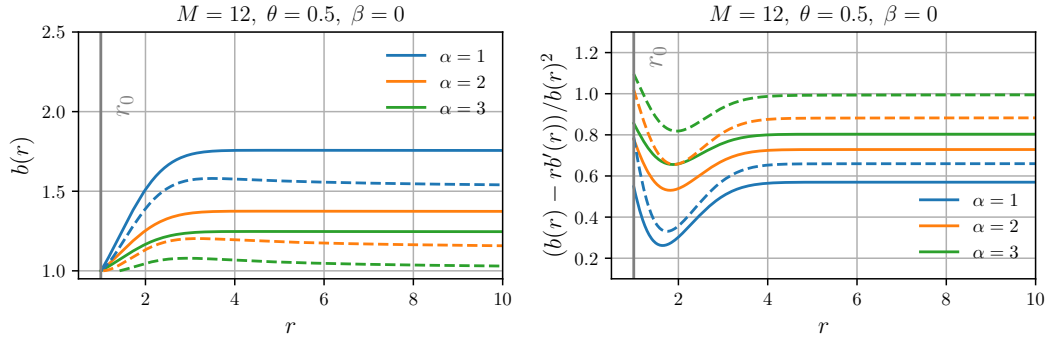 M = 12, θ = 0.5, β = 0
2.5
2.0
1.5
1.0
b(r)
r₀
α = 1
α = 2
α = 3
2 4 6 8 10
r
M = 12, θ = 0.5, β = 0
1.2
1.0
0.8
0.6
0.4
0.2
(b(r) − rb′(r))/b(r)²
r₀
α = 1
α = 2
α = 3
2 4 6 8 10
r